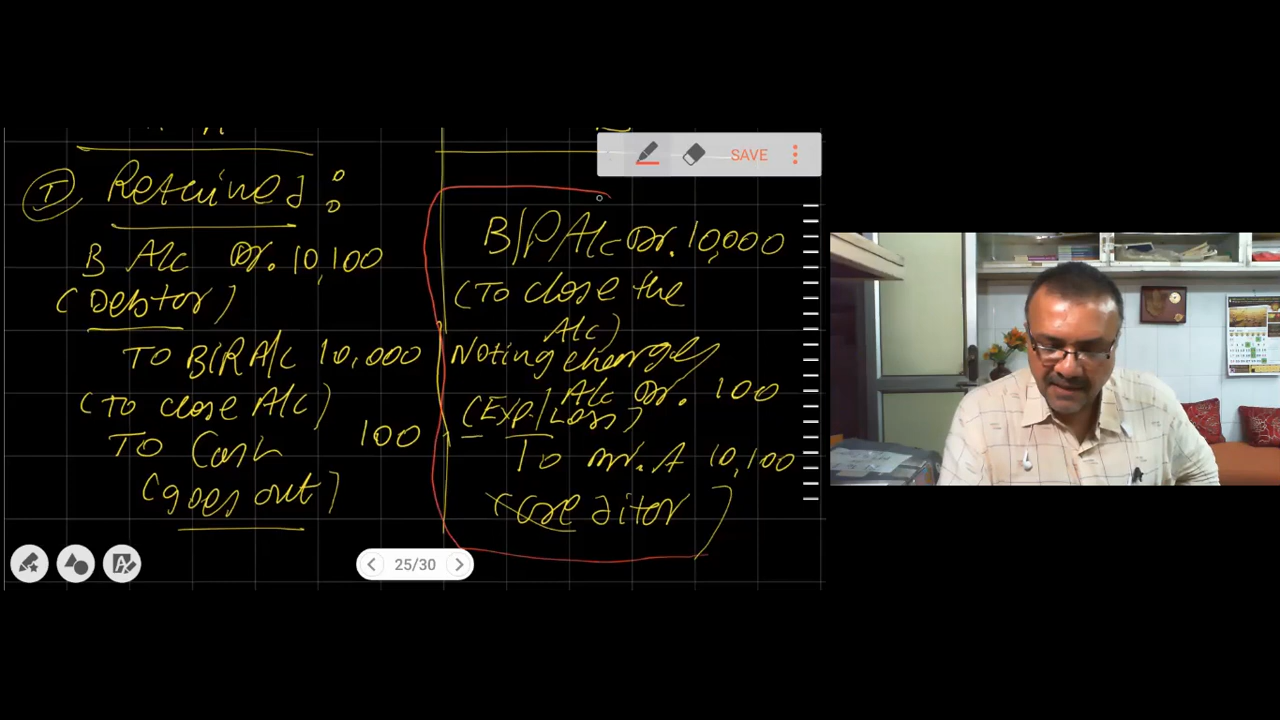 SAVE
I Retained :
B A/c Dr. 10,100
(Debtor)
To B/R A/c 10,000
(To close A/c)
To Cash 100
(goes out)
B/P A/c Dr. 10,000
(To close the
A/c)
Noting charges
A/c Dr. 100
(Exp./Loss)
To Mr. A 10,100
(Creditor)
25/30